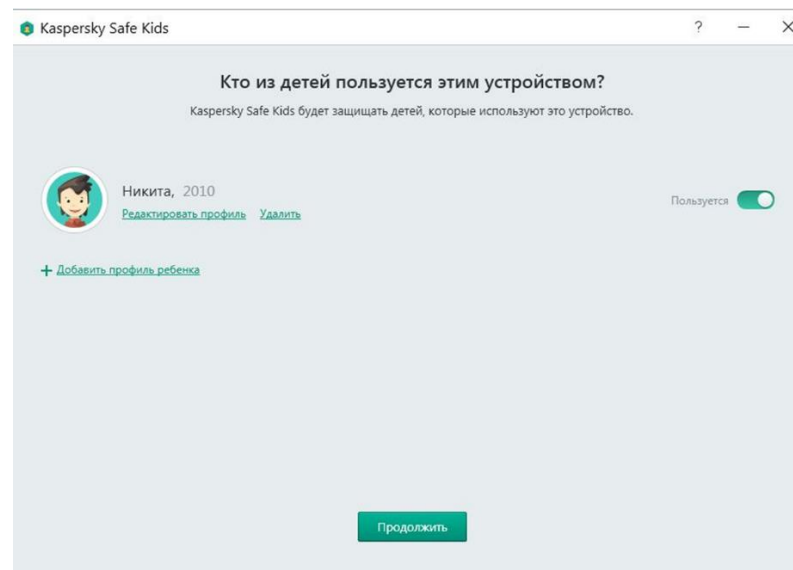 Kaspersky Safe Kids
Кто из детей пользуется этим устройством?
Kaspersky Safe Kids будет защищать детей, которые используют это устройство.
Никита, 2010
Редактировать профиль Удалить
Пользуется
+ Добавить профиль ребенка
Продолжить